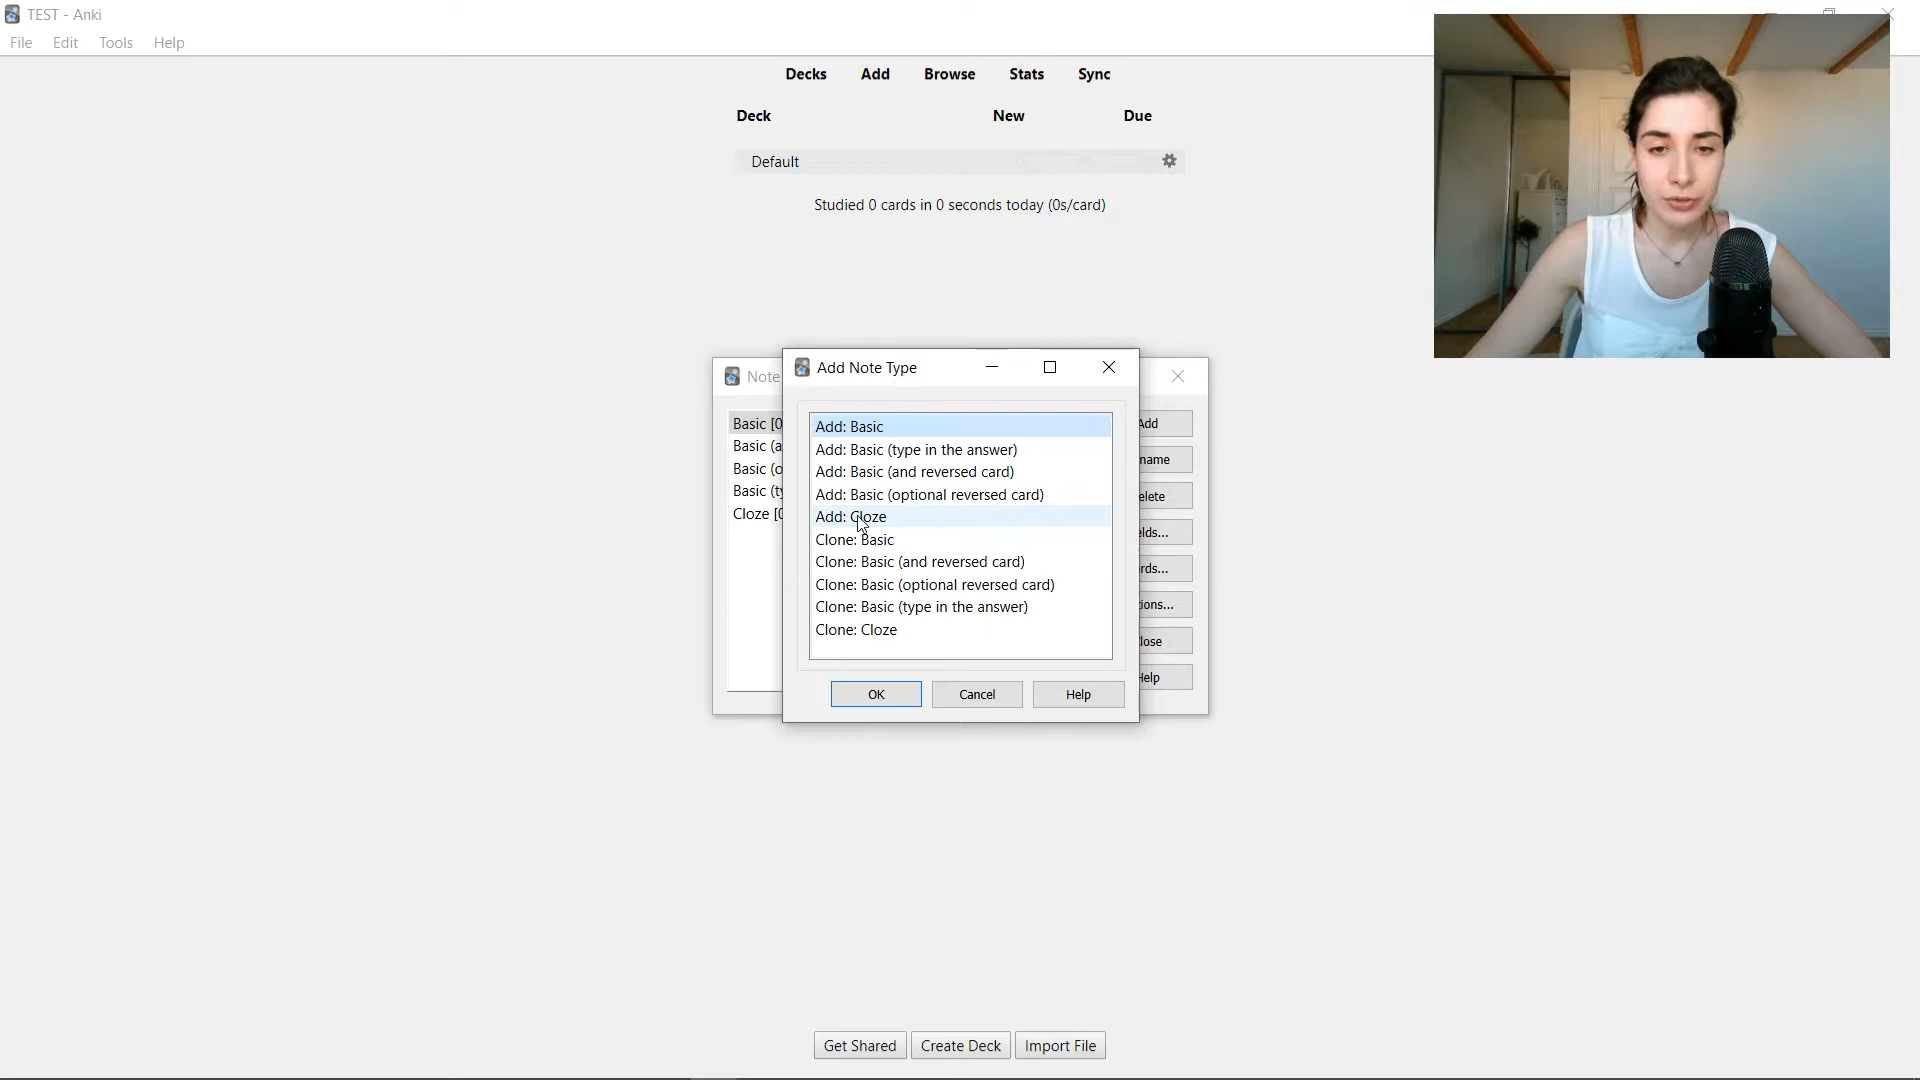 TEST - Anki
File Edit Tools Help
Decks Add Browse Stats Sync
Deck New Due
Default
Studied 0 cards in 0 seconds today (0s/card)
Note
Basic [0
Basic (a
Basic (o
Basic (ty
Cloze [0
Add Note Type
Add: Basic
Add: Basic (type in the answer)
Add: Basic (and reversed card)
Add: Basic (optional reversed card)
Add: Cloze
Clone: Basic
Clone: Basic (and reversed card)
Clone: Basic (optional reversed card)
Clone: Basic (type in the answer)
Clone: Cloze
OK Cancel Help
Add
name
elete
elds...
rds...
ions...
lose
Help
Get Shared Create Deck Import File